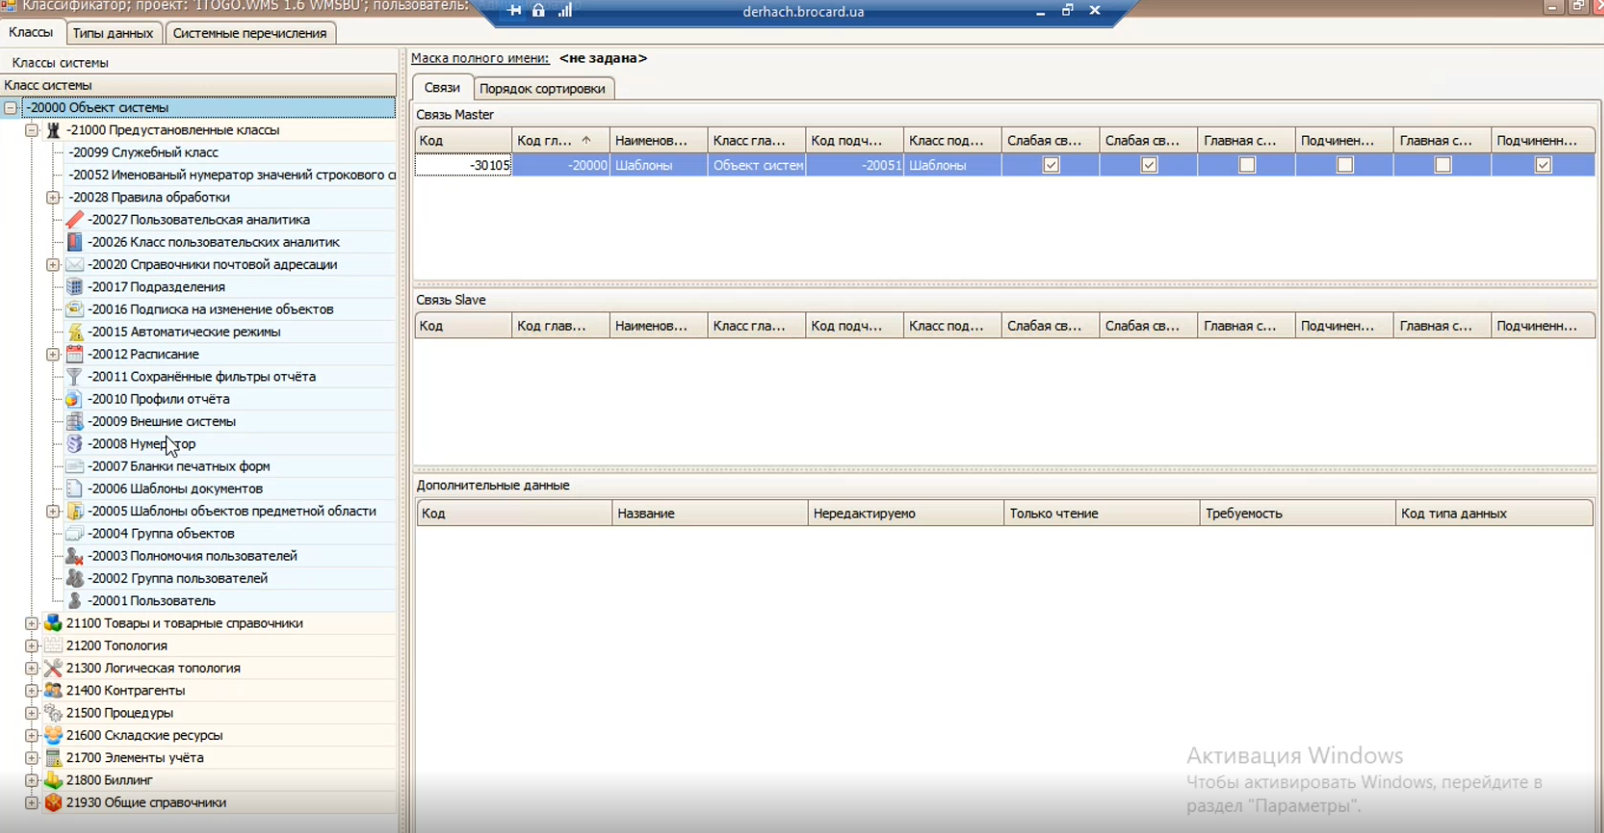 Классификатор; проект: 'ITOGO.WMS 1.6 WMSBU'; пользователь:
derhach.brocard.ua
Классы
Типы данных
Системные перечисления
Классы системы
Класс системы
-20000 Объект системы
-21000 Предустановленные классы
-20099 Служебный класс
-20052 Именованый нумератор значений строкового с
-20028 Правила обработки
-20027 Пользовательская аналитика
-20026 Класс пользовательских аналитик
-20020 Справочники почтовой адресации
-20017 Подразделения
-20016 Подписка на изменение объектов
-20015 Автоматические режимы
-20012 Расписание
-20011 Сохранённые фильтры отчёта
-20010 Профили отчёта
-20009 Внешние системы
-20008 Нумератор
-20007 Бланки печатных форм
-20006 Шаблоны документов
-20005 Шаблоны объектов предметной области
-20004 Группа объектов
-20003 Полномочия пользователей
-20002 Группа пользователей
-20001 Пользователь
21100 Товары и товарные справочники
21200 Топология
21300 Логическая топология
21400 Контрагенты
21500 Процедуры
21600 Складские ресурсы
21700 Элементы учёта
21800 Биллинг
21930 Общие справочники
Маска полного имени: <не задана>
Связи
Порядок сортировки
Связь Master
Код Код гл... Наименов... Класс гла... Код подч... Класс под... Слабая св... Слабая св... Главная с... Подчинен... Главная с... Подчиненн...
-30105 -20000 Шаблоны Объект систем -20051 Шаблоны
Связь Slave
Код Код глав... Наименов... Класс гла... Код подч... Класс под... Слабая св... Слабая св... Главная с... Подчинен... Главная с... Подчиненн...
Дополнительные данные
Код Название Нередактируемо Только чтение Требуемость Код типа данных
Активация Windows
Чтобы активировать Windows, перейдите в
раздел "Параметры".